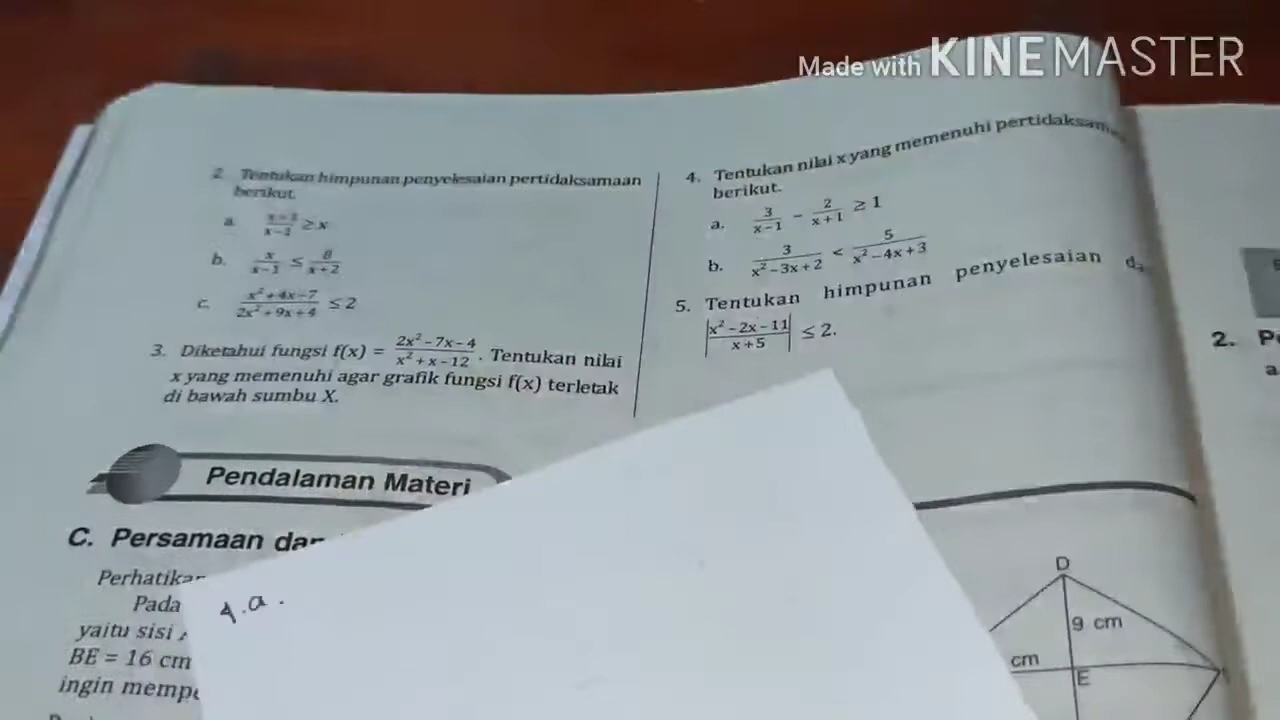 Made with KINEMASTER
2. Tentukan himpunan penyelesaian pertidaksamaan
berikut.
a. ≥ x
b. x/x-1 ≤ 8/x+2
c. x²+4x-7/2x²+9x+4 ≤ 2
3. Diketahui fungsi f(x) = 2x²-7x-4/x²+x-12. Tentukan nilai
x yang memenuhi agar grafik fungsi f(x) terletak
di bawah sumbu X.
4. Tentukan nilai x yang memenuhi
berikut.
a. 3/x-1 - 2/x+1 ≥ 1
b. 3/x²-3x+2 < 5/x²-4x+3
5. Tentukan himpunan penyelesaian
|x²-2x-11/x+5| ≤ 2.
Pendalaman Materi
C. Persamaan
Pada
yaitu sisi
BE = 16 cm
ingin
4.a.
D
9 cm
cm
E
2.
a